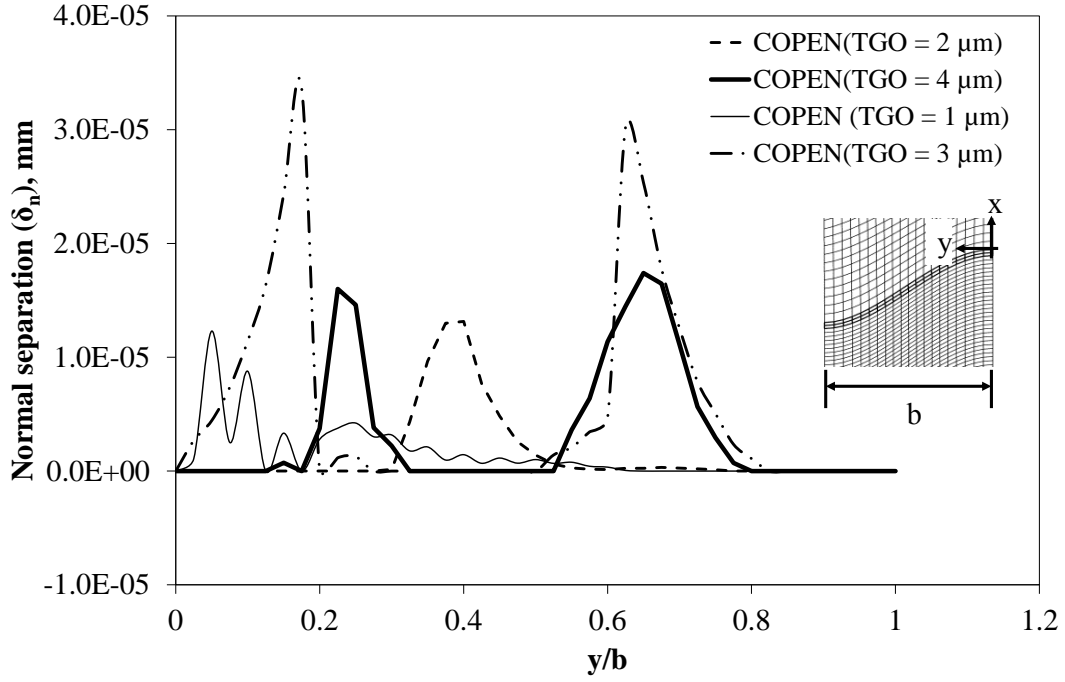 4.0E-05
3.0E-05
2.0E-05
1.0E-05
0.0E+00
-1.0E-05
Normal separation (δn), mm
0
0.2
0.4
0.6
0.8
1
1.2
y/b
COPEN(TGO = 2 µm)
COPEN(TGO = 4 µm)
COPEN (TGO = 1 µm)
COPEN(TGO = 3 µm)
x
y
b